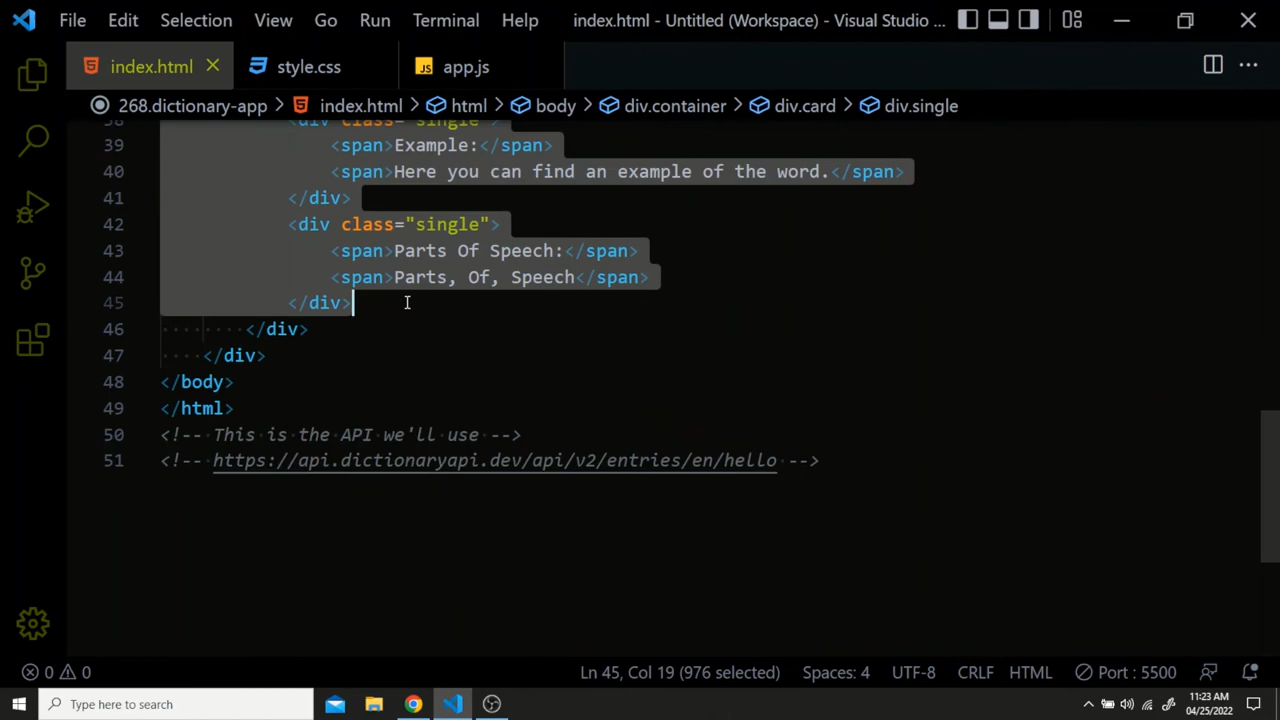 File Edit Selection View Go Run Terminal Help index.html - Untitled (Workspace) - Visual Studio ...
index.html style.css JS app.js
268.dictionary-app > index.html > html > body > div.container > div.card > div.single
38 <div class="single">
39 <span>Example:</span>
40 <span>Here you can find an example of the word.</span>
41 </div>
42 <div class="single">
43 <span>Parts Of Speech:</span>
44 <span>Parts, Of, Speech</span>
45 </div>
46 </div>
47 </div>
48 </body>
49 </html>
50 <!-- This is the API we'll use -->
51 <!-- https://api.dictionaryapi.dev/api/v2/entries/en/hello -->
0 0 Ln 45, Col 19 (976 selected) Spaces: 4 UTF-8 CRLF HTML Port : 5500
Type here to search 11:23 AM
04/25/2022